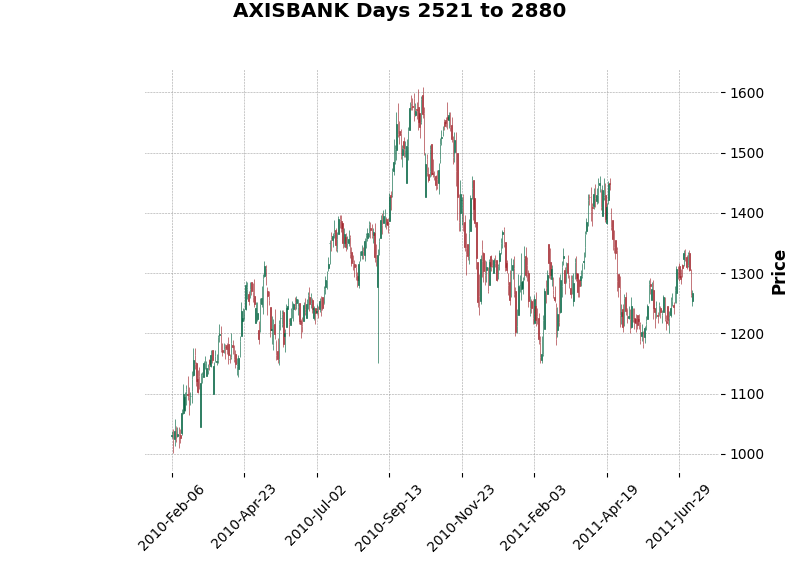 AXISBANK Days 2521 to 2880
1600
1500
1400
1300
1200
1100
1000
Price
2010-Feb-06
2010-Apr-23
2010-Jul-02
2010-Sep-13
2010-Nov-23
2011-Feb-03
2011-Apr-19
2011-Jun-29